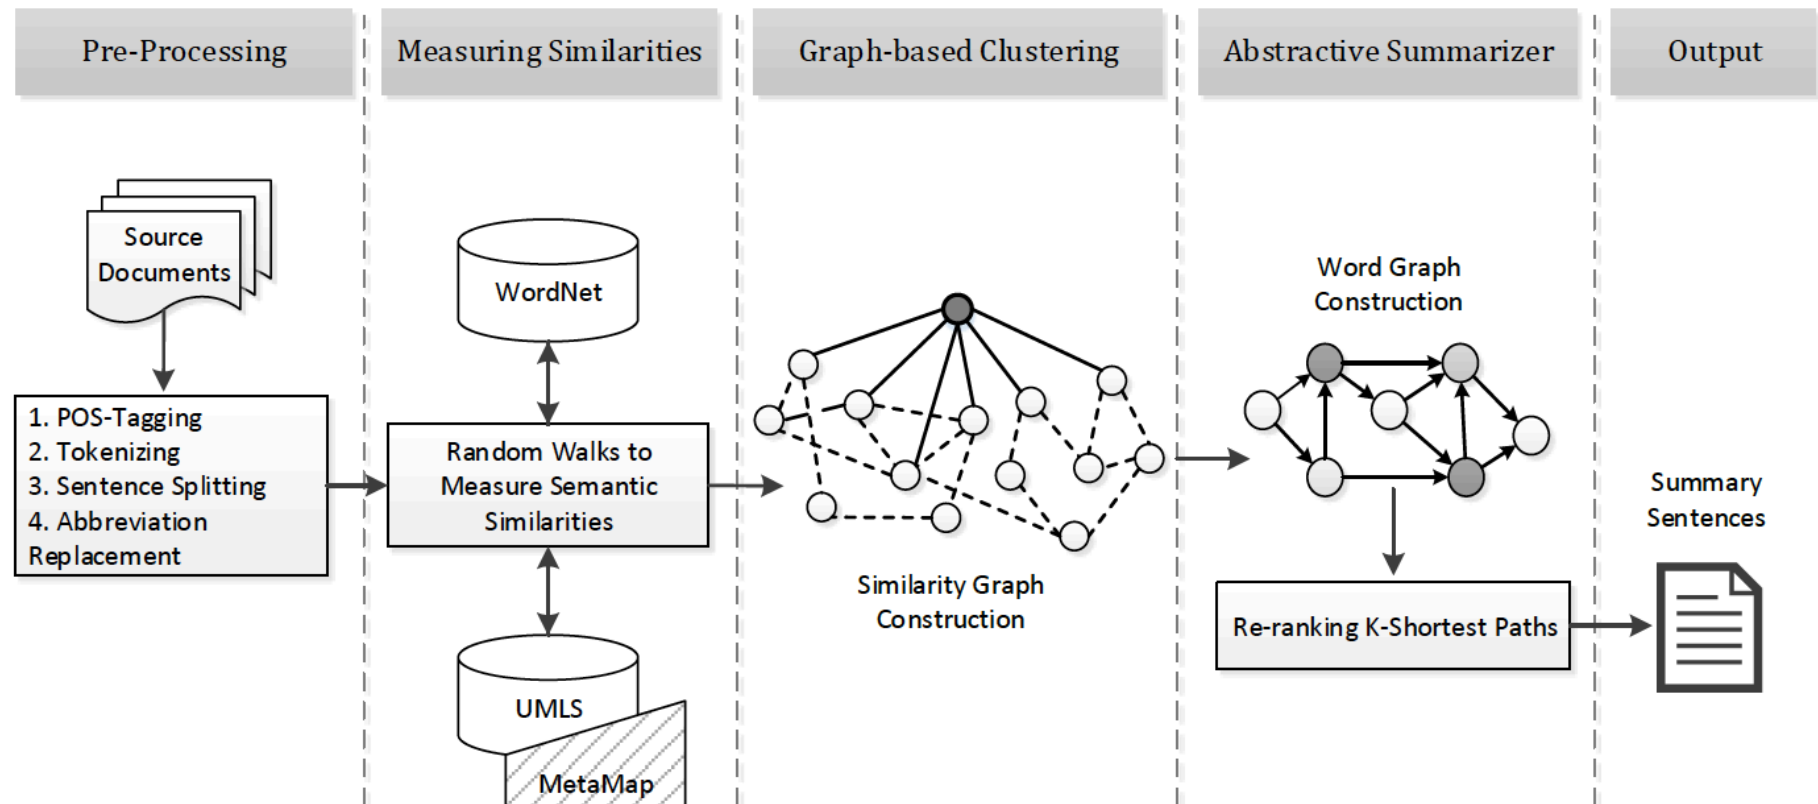 Pre-Processing
Measuring Similarities
Graph-based Clustering
Abstractive Summarizer
Output
Source
Documents
1. POS-Tagging
2. Tokenizing
3. Sentence Splitting
4. Abbreviation
Replacement
WordNet
Random Walks to
Measure Semantic
Similarities
UMLS
MetaMap
Similarity Graph
Construction
Word Graph
Construction
Re-ranking K-Shortest Paths
Summary
Sentences